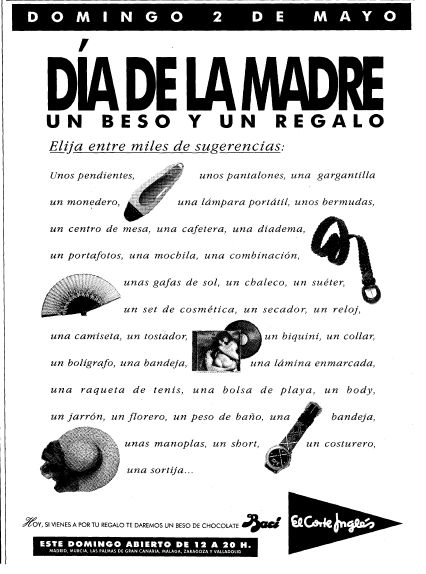 DOMINGO 2 DE MAYO
DÍA DE LA MADRE
UN BESO Y UN REGALO
Elija entre miles de sugerencias:
Unos pendientes, unos pantalones, una gargantilla
un monedero, una lámpara portátil, unos bermudas,
un centro de mesa, una cafetera, una diadema,
un portafotos, una mochila, una combinación,
unas gafas de sol, un chaleco, un suéter,
un set de cosmética, un secador, un reloj,
una camiseta, un tostador, un biquini, un collar,
un bolígrafo, una bandeja, una lámina enmarcada,
una raqueta de tenis, una bolsa de playa, un body,
un jarrón, un florero, un peso de baño, una bandeja,
unas manoplas, un short, un costurero,
una sortija...
HOY, SI VIENES A POR TU REGALO TE DAREMOS UN BESO DE CHOCOLATE Baci
El Corte Inglés
ESTE DOMINGO ABIERTO DE 12 A 20 H.
MADRID, MURCIA, LAS PALMAS DE GRAN CANARIA, MALAGA, ZARAGOZA Y VALLADOLID